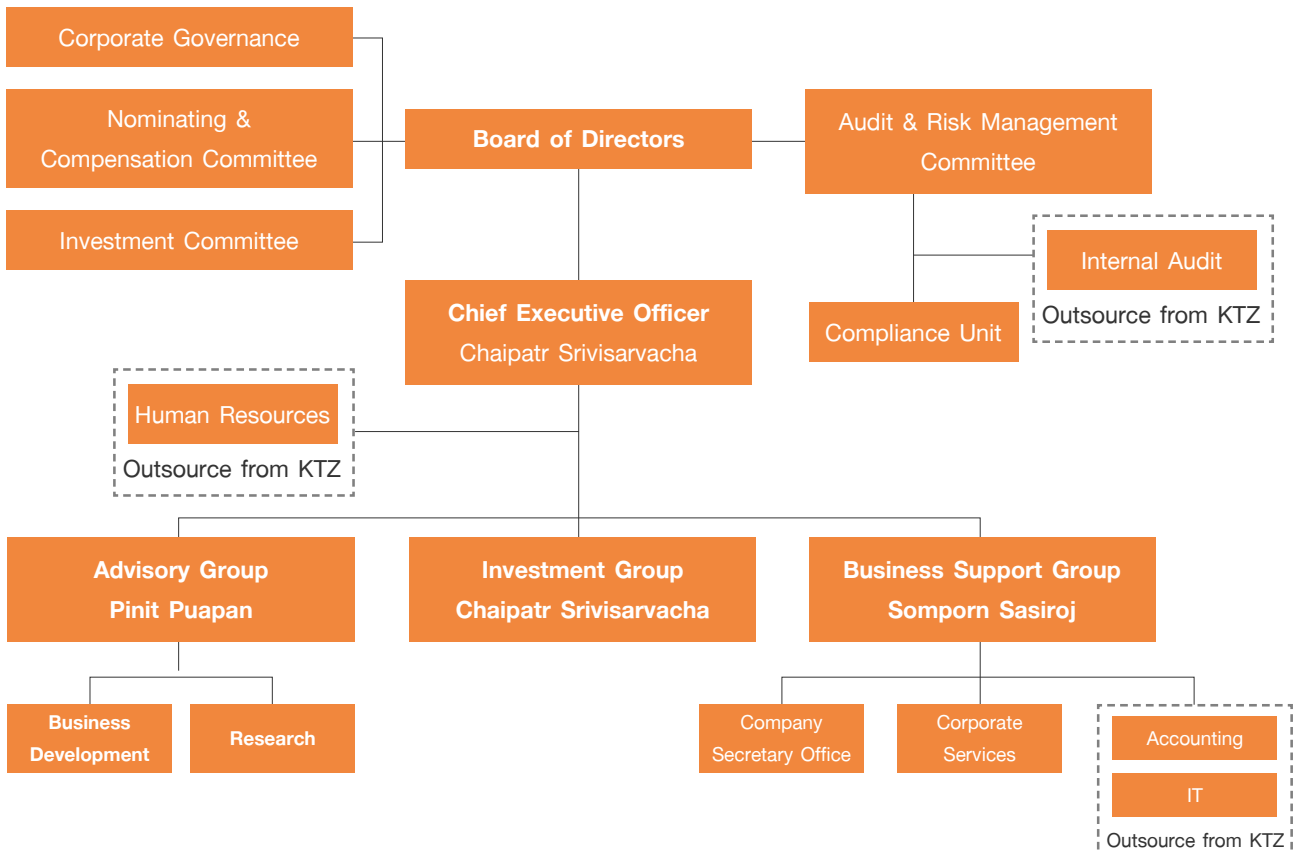 Corporate Governance
Nominating &
Compensation Committee
Investment Committee
Board of Directors
Audit & Risk Management
Committee
Internal Audit
Outsource from KTZ
Compliance Unit
Chief Executive Officer
Chaipatr Srivisarvacha
Human Resources
Outsource from KTZ
Advisory Group
Pinit Puapan
Investment Group
Chaipatr Srivisarvacha
Business Support Group
Somporn Sasiroj
Business
Development
Research
Company
Secretary Office
Corporate
Services
Accounting
IT
Outsource from KTZ